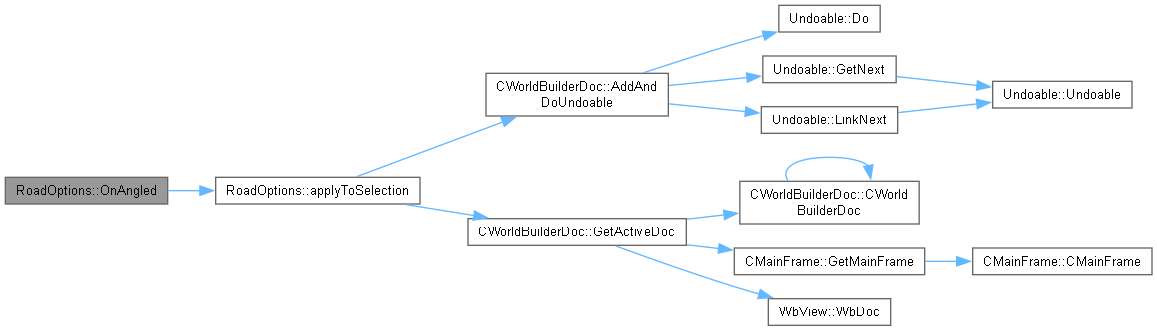 Undoable::Do
Undoable::GetNext
CWorldBuilderDoc::AddAnd
DoUndoable
Undoable::Undoable
Undoable::LinkNext
RoadOptions::OnAngled
RoadOptions::applyToSelection
CWorldBuilderDoc::CWorld
BuilderDoc
CWorldBuilderDoc::GetActiveDoc
CMainFrame::GetMainFrame
CMainFrame::CMainFrame
WbView::WbDoc